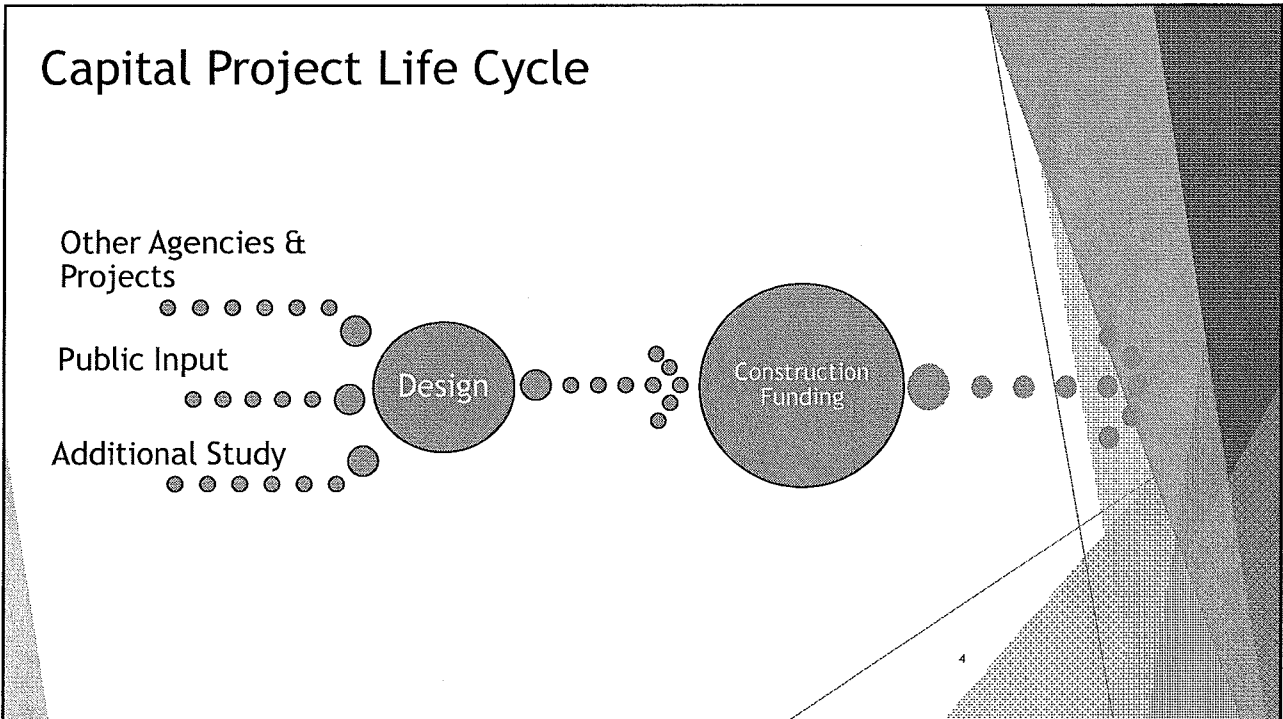 Capital Project Life Cycle
Other Agencies &
Projects
Public Input
Additional Study
Design
Construction
Funding
4